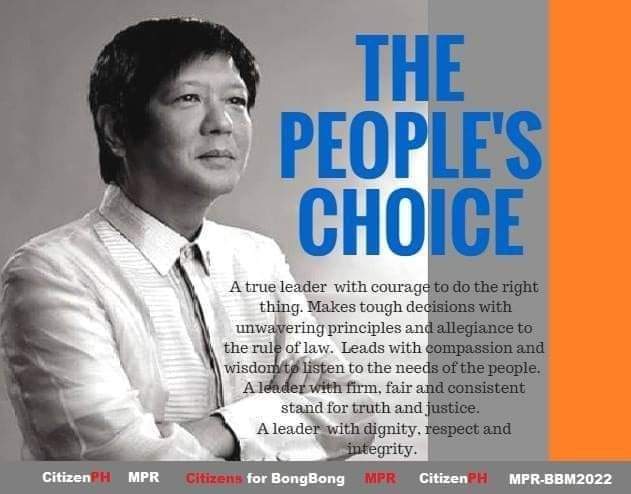 THE
PEOPLE'S
CHOICE
A true leader with courage to do the right
thing. Makes tough decisions with
unwavering principles and allegiance to
the rule of law. Leads with compassion and
wisdom to listen to the needs of the people.
A leader with firm, fair and consistent
stand for truth and justice.
A leader with dignity, respect and
integrity.
CitizenPH MPR Citizens for BongBong MPR CitizenPH MPR-BBM2022